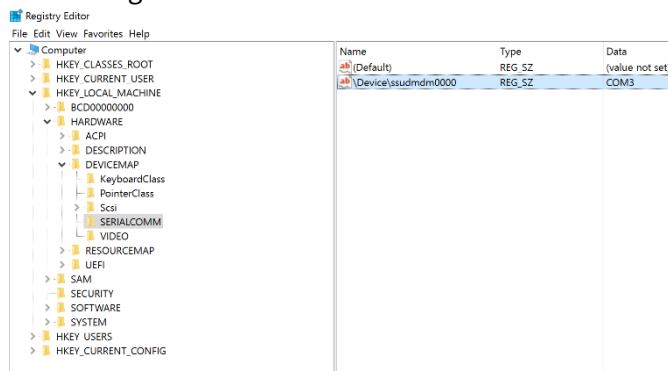 Registry Editor
File Edit View Favorites Help
Computer
HKEY_CLASSES_ROOT
HKEY_CURRENT_USER
HKEY_LOCAL_MACHINE
BCD00000000
HARDWARE
ACPI
DESCRIPTION
DEVICEMAP
KeyboardClass
PointerClass
Scsi
SERIALCOMM
VIDEO
RESOURCEMAP
UEFI
SAM
SECURITY
SOFTWARE
SYSTEM
HKEY_USERS
HKEY_CURRENT_CONFIG
Name Type Data
ab (Default) REG_SZ (value not set)
ab \Device\ssudmdm0000 REG_SZ COM3